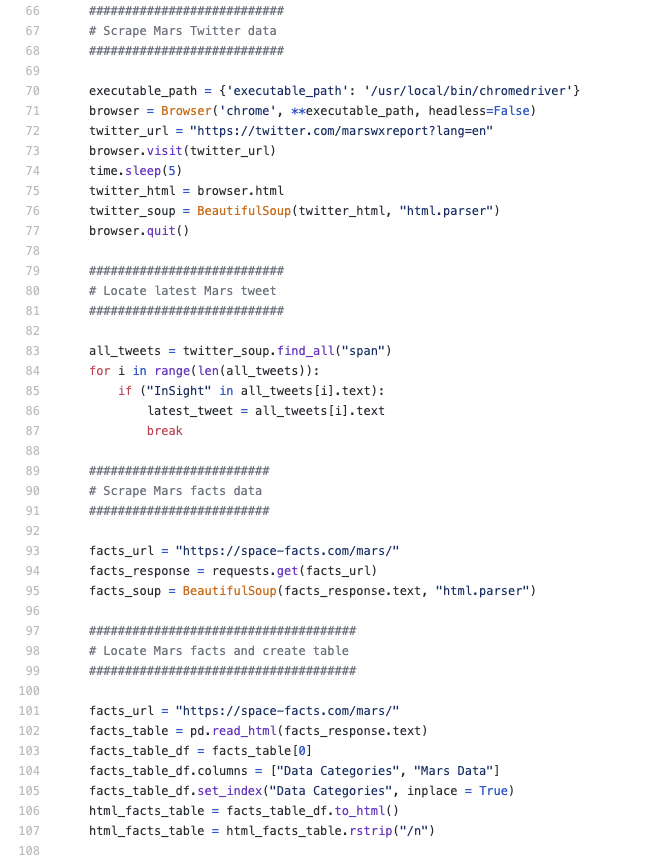 66 ###########################
67 # Scrape Mars Twitter data
68 ###########################
69
70 executable_path = {'executable_path': '/usr/local/bin/chromedriver'}
71 browser = Browser('chrome', **executable_path, headless=False)
72 twitter_url = "https://twitter.com/marswxreport?lang=en"
73 browser.visit(twitter_url)
74 time.sleep(5)
75 twitter_html = browser.html
76 twitter_soup = BeautifulSoup(twitter_html, "html.parser")
77 browser.quit()
78
79 ###########################
80 # Locate latest Mars tweet
81 ###########################
82
83 all_tweets = twitter_soup.find_all("span")
84 for i in range(len(all_tweets)):
85     if ("InSight" in all_tweets[i].text):
86         latest_tweet = all_tweets[i].text
87         break
88
89 #########################
90 # Scrape Mars facts data
91 #########################
92
93 facts_url = "https://space-facts.com/mars/"
94 facts_response = requests.get(facts_url)
95 facts_soup = BeautifulSoup(facts_response.text, "html.parser")
96
97 #####################################
98 # Locate Mars facts and create table
99 #####################################
100
101 facts_url = "https://space-facts.com/mars/"
102 facts_table = pd.read_html(facts_response.text)
103 facts_table_df = facts_table[0]
104 facts_table_df.columns = ["Data Categories", "Mars Data"]
105 facts_table_df.set_index("Data Categories", inplace = True)
106 html_facts_table = facts_table_df.to_html()
107 html_facts_table = html_facts_table.rstrip("/n")
108